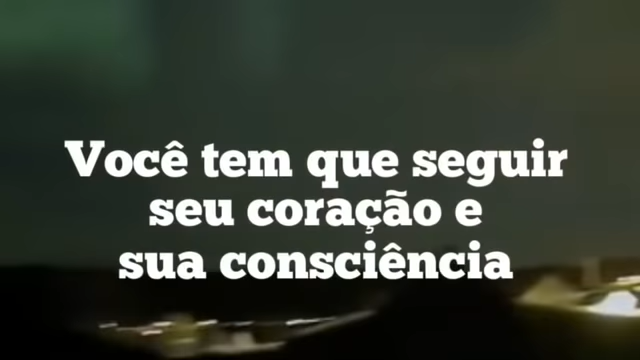 Você tem que seguir
seu coração e
sua consciência